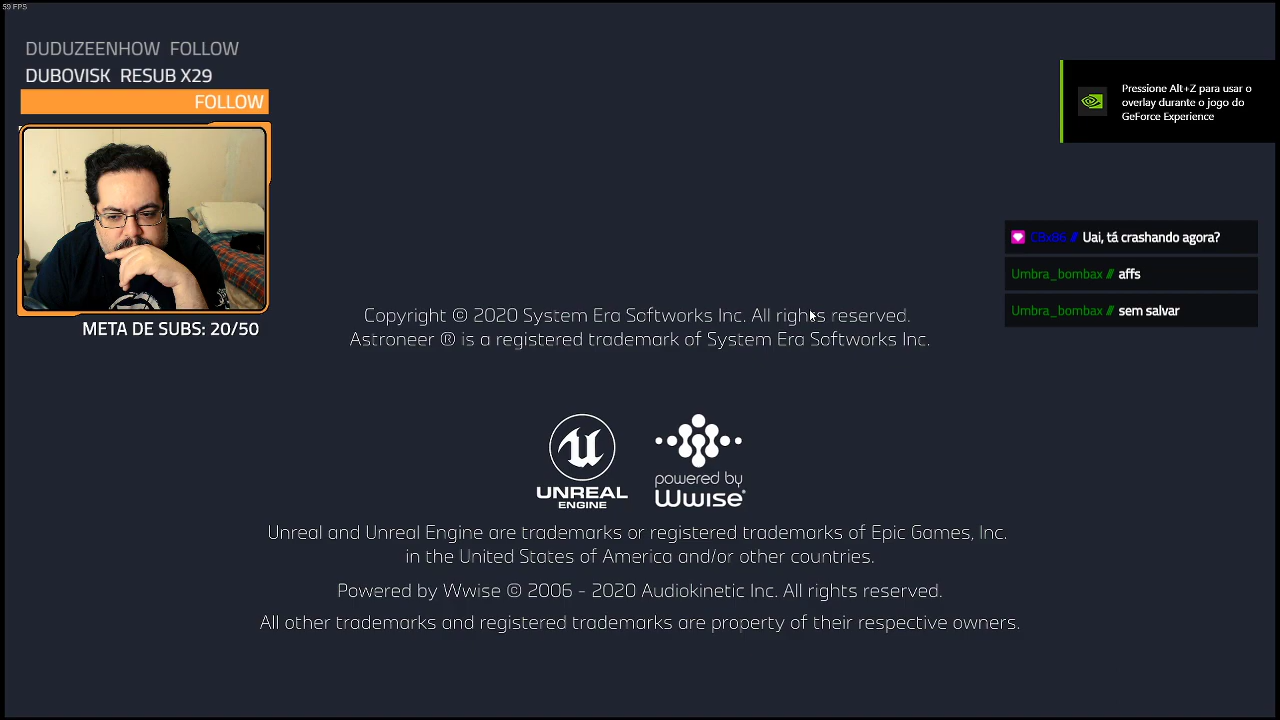 59 FPS
DUDUZEENHOW FOLLOW
DUBOVISK RESUB X29
FOLLOW
META DE SUBS: 20/50
Pressione Alt+Z para usar o
overlay durante o jogo do
GeForce Experience
CBx86 // Uai, tá crashando agora?
Umbra_bombax // affs
Umbra_bombax // sem salvar
Copyright © 2020 System Era Softworks Inc. All rights reserved.
Astroneer ® is a registered trademark of System Era Softworks Inc.
UNREAL
ENGINE
powered by
Wwise®
Unreal and Unreal Engine are trademarks or registered trademarks of Epic Games, Inc.
in the United States of America and/or other countries.
Powered by Wwise © 2006 - 2020 Audiokinetic Inc. All rights reserved.
All other trademarks and registered trademarks are property of their respective owners.